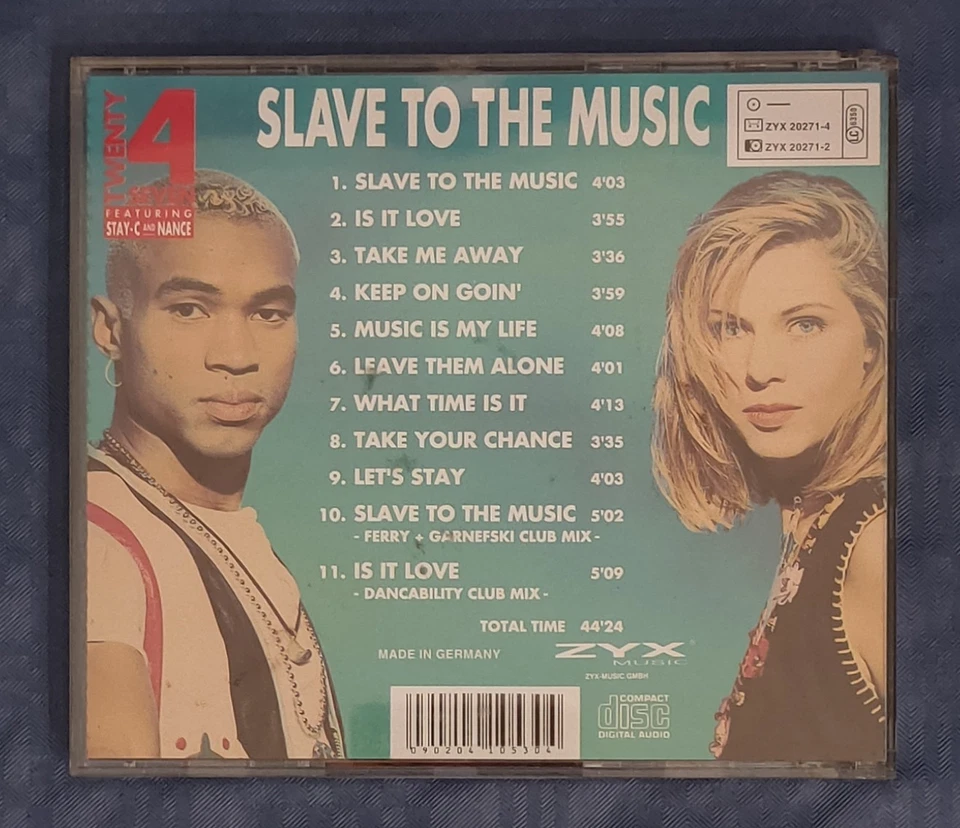 TWENTY 4 SEVEN
FEATURING
STAY-C AND NANCE
SLAVE TO THE MUSIC
ZYX 20271-4
ZYX 20271-2
LC 8350
1. SLAVE TO THE MUSIC 4'03
2. IS IT LOVE 3'55
3. TAKE ME AWAY 3'36
4. KEEP ON GOIN' 3'59
5. MUSIC IS MY LIFE 4'08
6. LEAVE THEM ALONE 4'01
7. WHAT TIME IS IT 4'13
8. TAKE YOUR CHANCE 3'35
9. LET'S STAY 4'03
10. SLAVE TO THE MUSIC 5'02
- FERRY + GARNEFSKI CLUB MIX -
11. IS IT LOVE 5'09
- DANCABILITY CLUB MIX -
TOTAL TIME 44'24
MADE IN GERMANY
ZYX
MUSIC
ZYX-MUSIC GMBH
COMPACT
disc
DIGITAL AUDIO
090204 105304